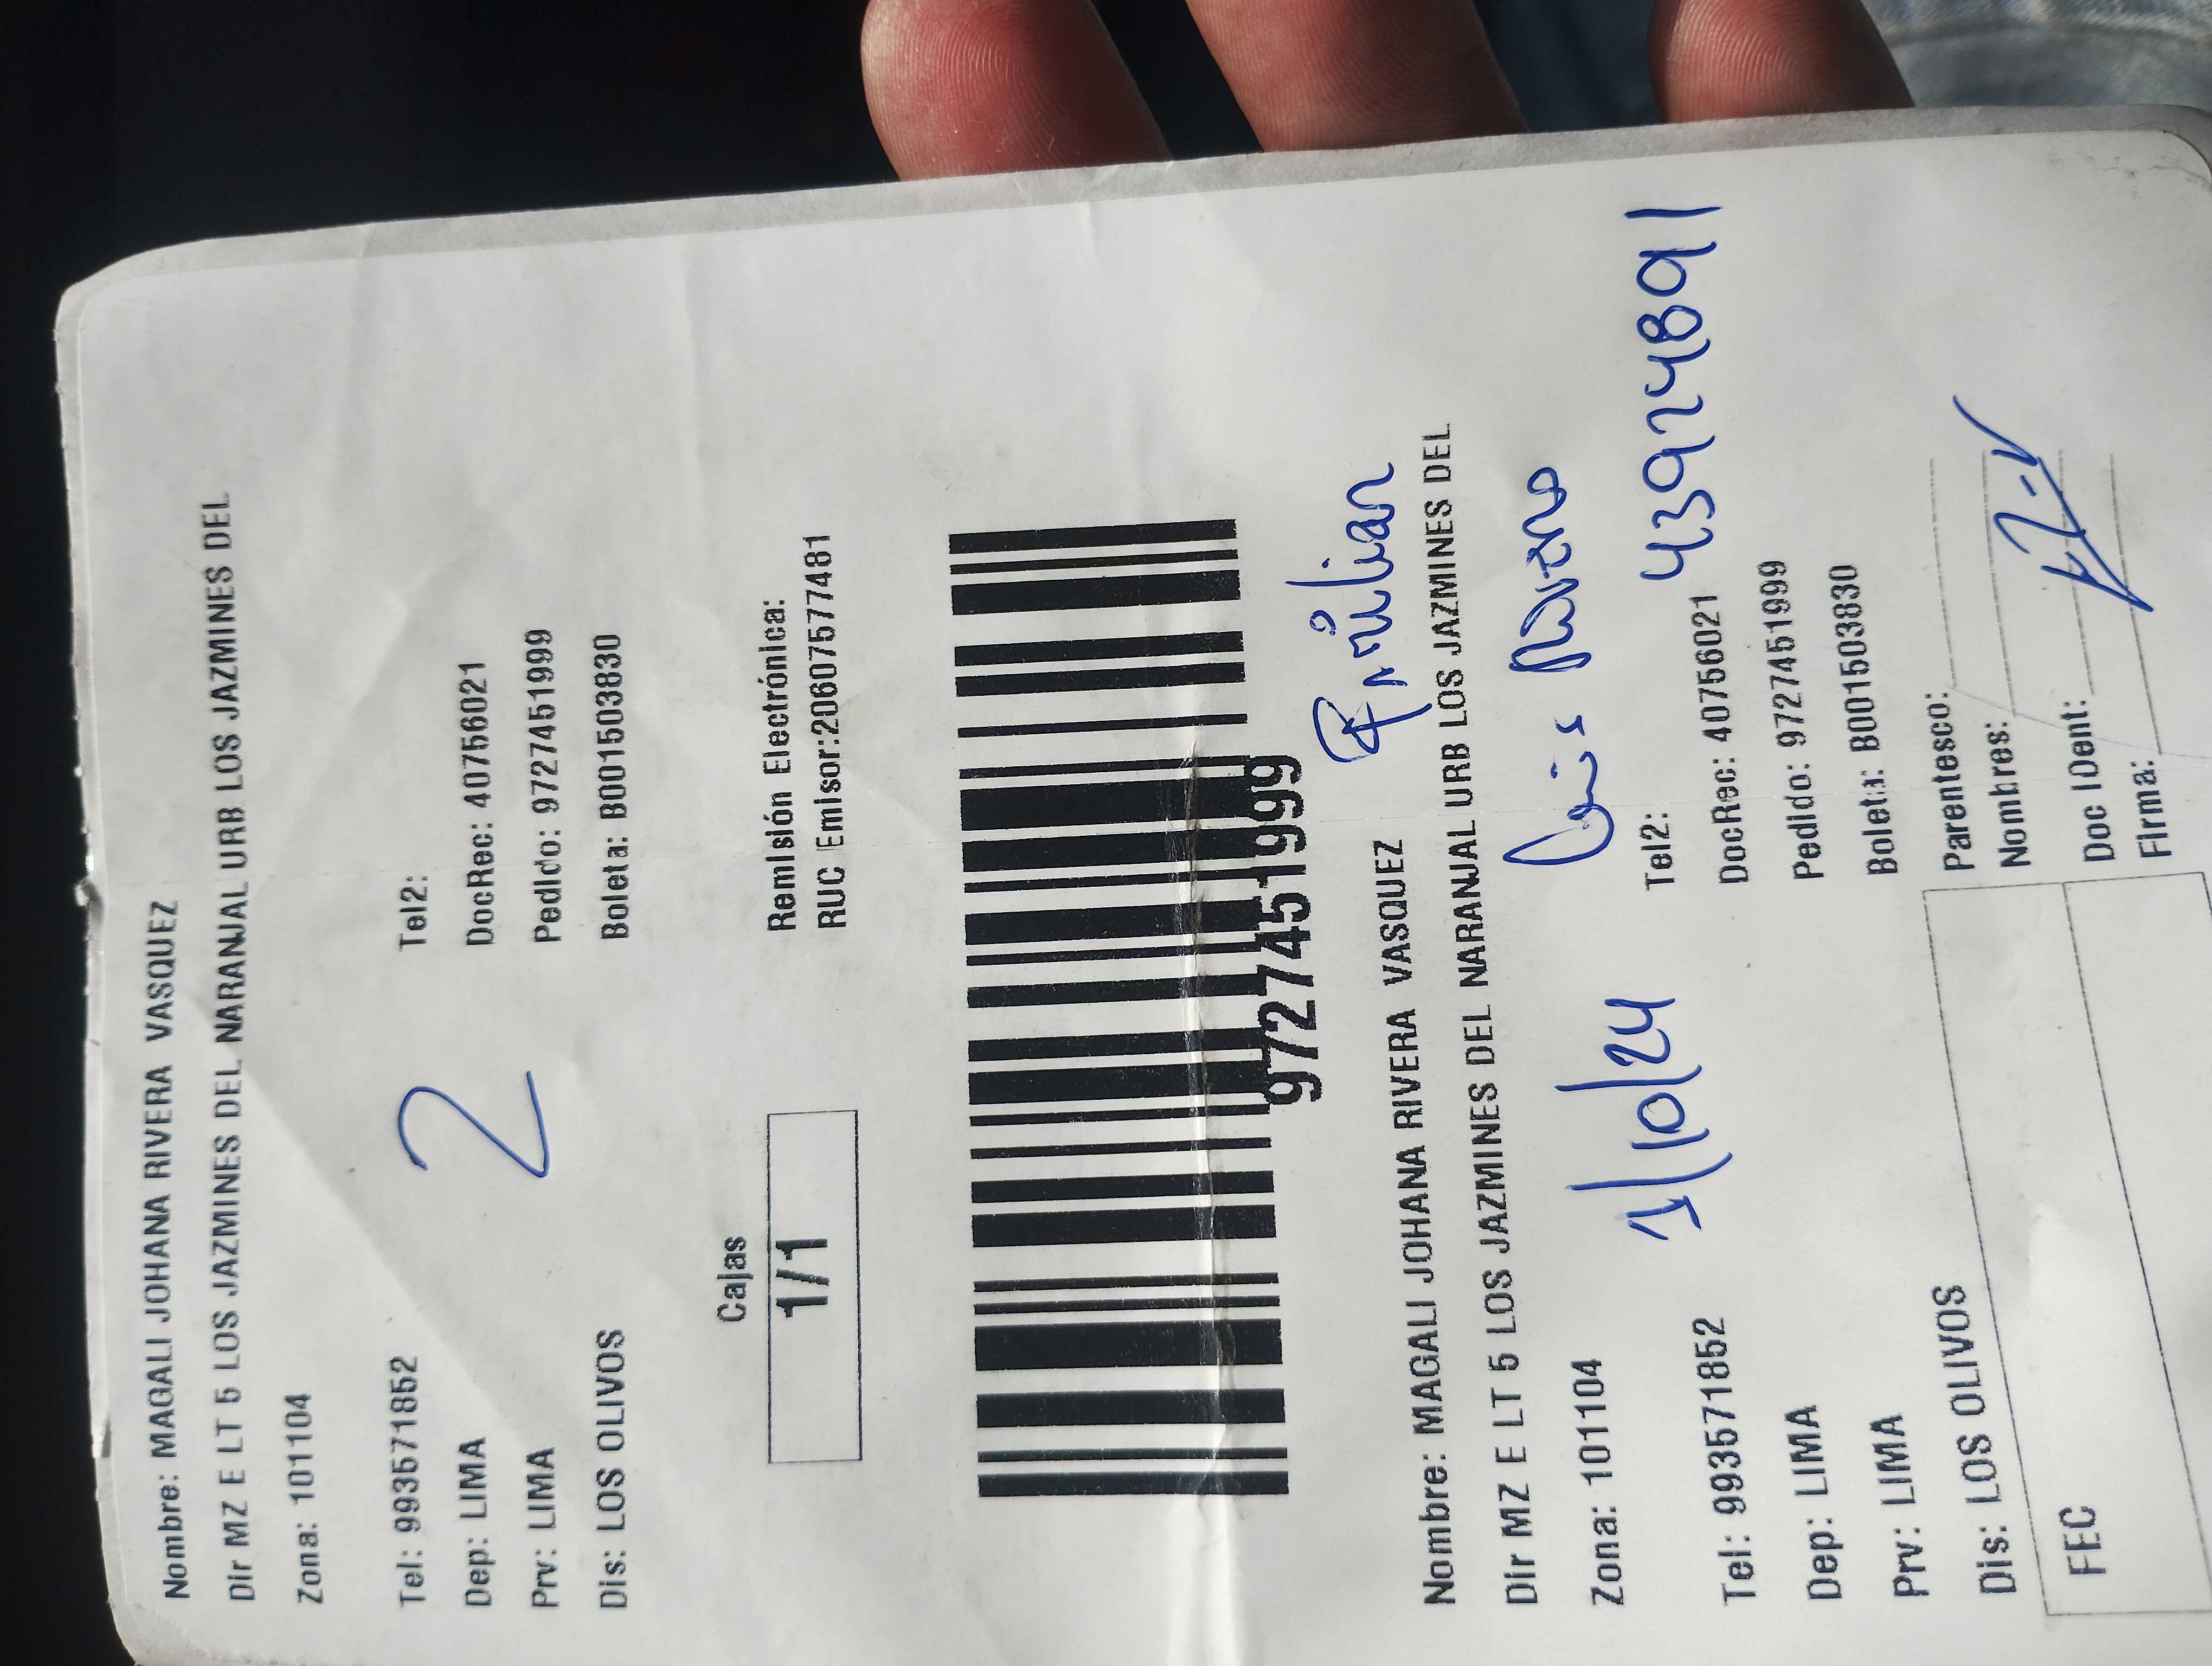 Nombre: MAGALI JOHANA RIVERA VASQUEZ
Dir MZ E LT 5 LOS JAZMINES DEL NARANJAL URB LOS JAZMINES DEL
Zona: 101104
Tel: 993571852 Tel2:
Dep: LIMA DocRec: 40756021
Prv: LIMA Pedido: 9727451999
Dis: LOS OLIVOS Boleta: B001503830
2
Cajas
1/1
Remisión Electrónica:
RUC Emisor:20607577481
9727451999
Nombre: MAGALI JOHANA RIVERA VASQUEZ
Dir MZ E LT 5 LOS JAZMINES DEL NARANJAL URB LOS JAZMINES DEL
Zona: 101104
1/10/24
Tel: 993571852 Tel2:
43924891
Dep: LIMA DocRec: 40756021
Prv: LIMA Pedido: 9727451999
Dis: LOS OLIVOS Boleta: B001503830
FEC
Parentesco:
Nombres:
Doc IDent:
Firma: